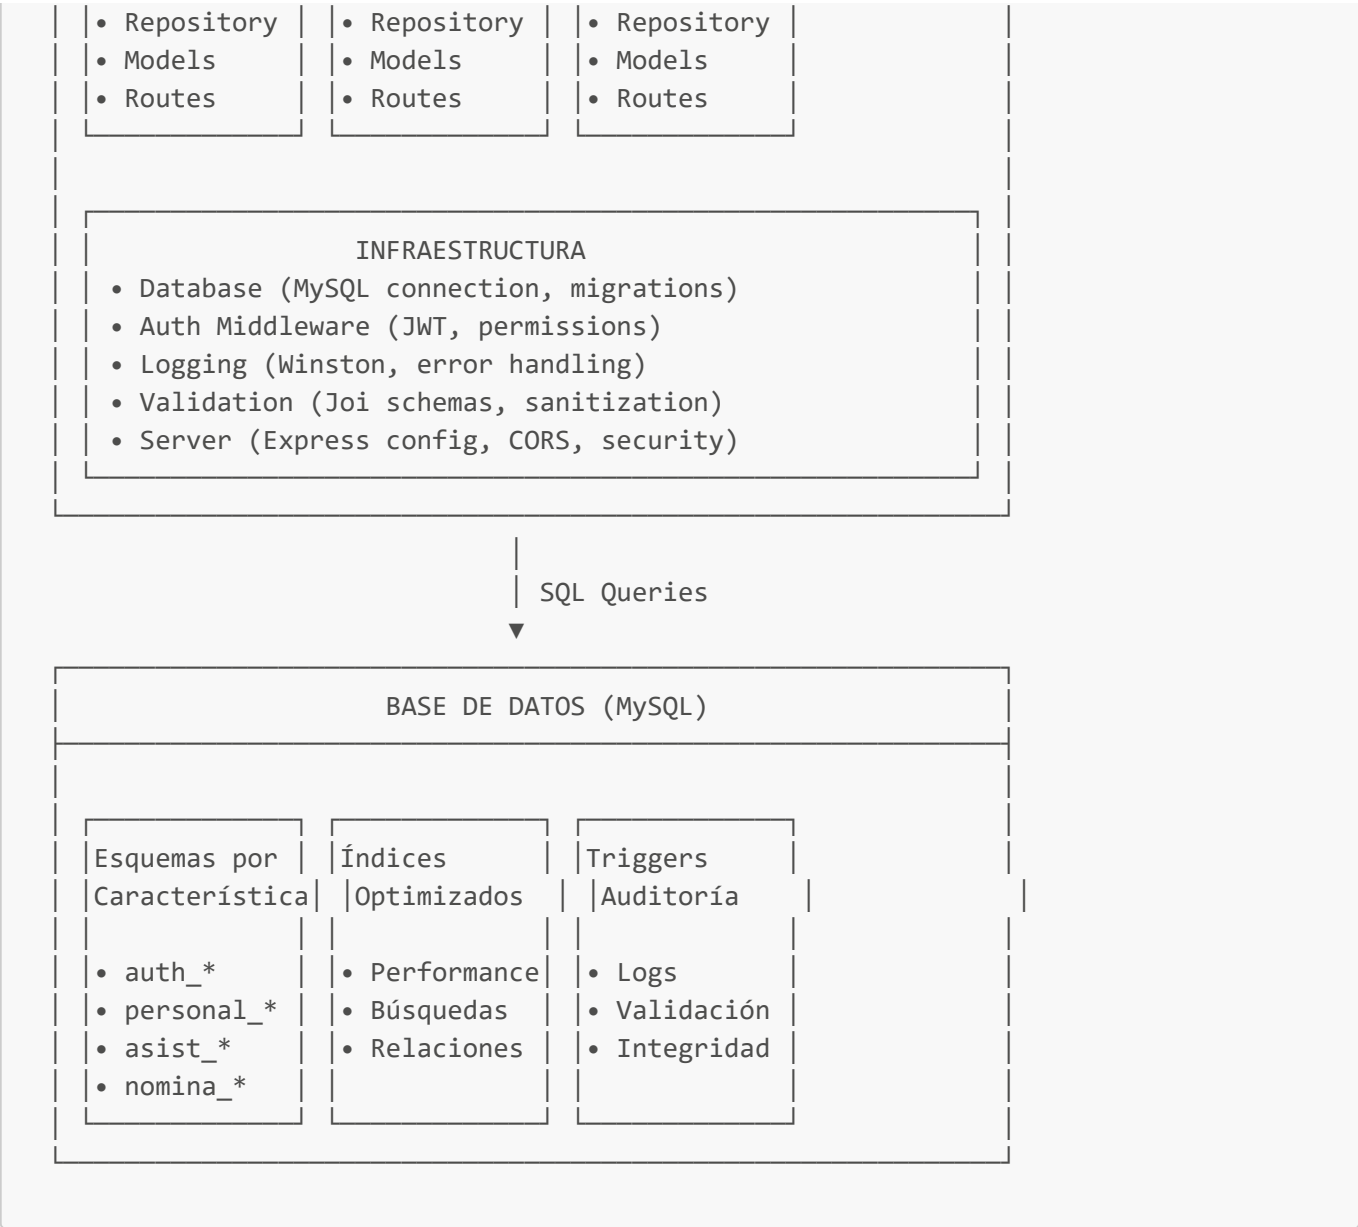 • Repository • Repository • Repository
• Models • Models • Models
• Routes • Routes • Routes
INFRAESTRUCTURA
• Database (MySQL connection, migrations)
• Auth Middleware (JWT, permissions)
• Logging (Winston, error handling)
• Validation (Joi schemas, sanitization)
• Server (Express config, CORS, security)
SQL Queries
▼
BASE DE DATOS (MySQL)
Esquemas por Índices Triggers
Característica Optimizados Auditoría
• auth_* • Performance • Logs
• personal_* • Búsquedas • Validación
• asist_* • Relaciones • Integridad
• nomina_*